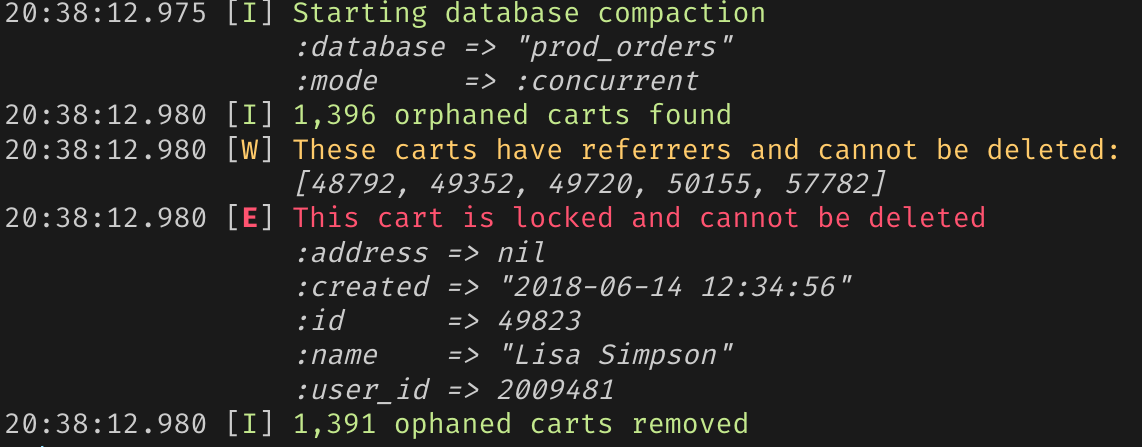 20:38:12.975 [I] Starting database compaction
:database => "prod_orders"
:mode     => :concurrent
20:38:12.980 [I] 1,396 orphaned carts found
20:38:12.980 [W] These carts have referrers and cannot be deleted:
[48792, 49352, 49720, 50155, 57782]
20:38:12.980 [E] This cart is locked and cannot be deleted
:address => nil
:created => "2018-06-14 12:34:56"
:id      => 49823
:name    => "Lisa Simpson"
:user_id => 2009481
20:38:12.980 [I] 1,391 ophaned carts removed